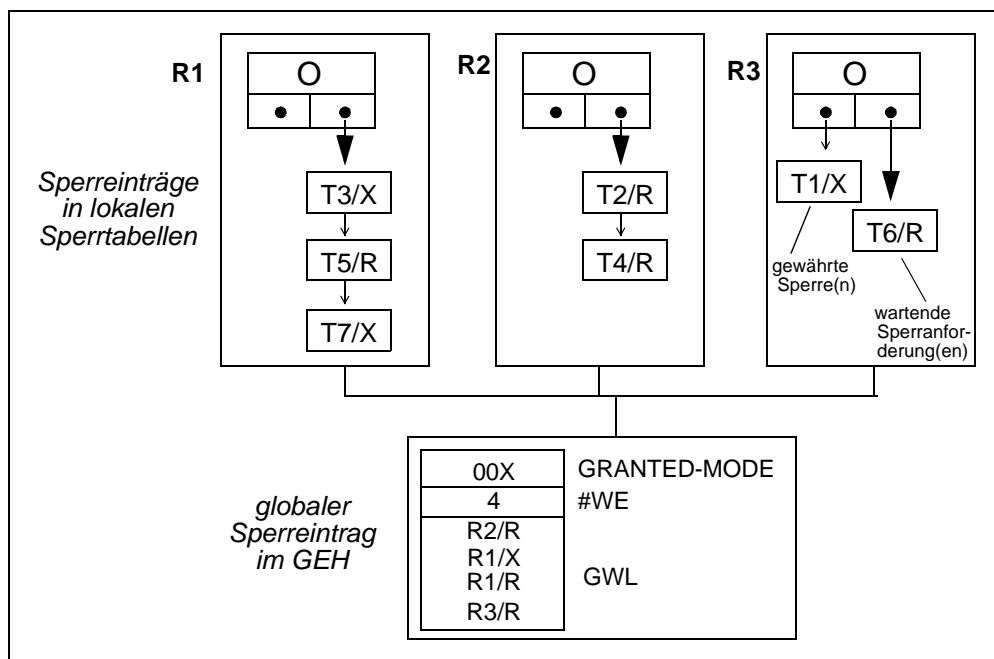 R1
O
R2
O
R3
O
Sperreinträge
in lokalen
Sperrtabellen
T3/X
T5/R
T7/X
T2/R
T4/R
T1/X
T6/R
gewährte
Sperre(n)
wartende
Sperranfor-
derung(en)
globaler
Sperreintrag
im GEH
00X
GRANTED-MODE
4
#WE
R2/R
R1/X
R1/R
GWL
R3/R